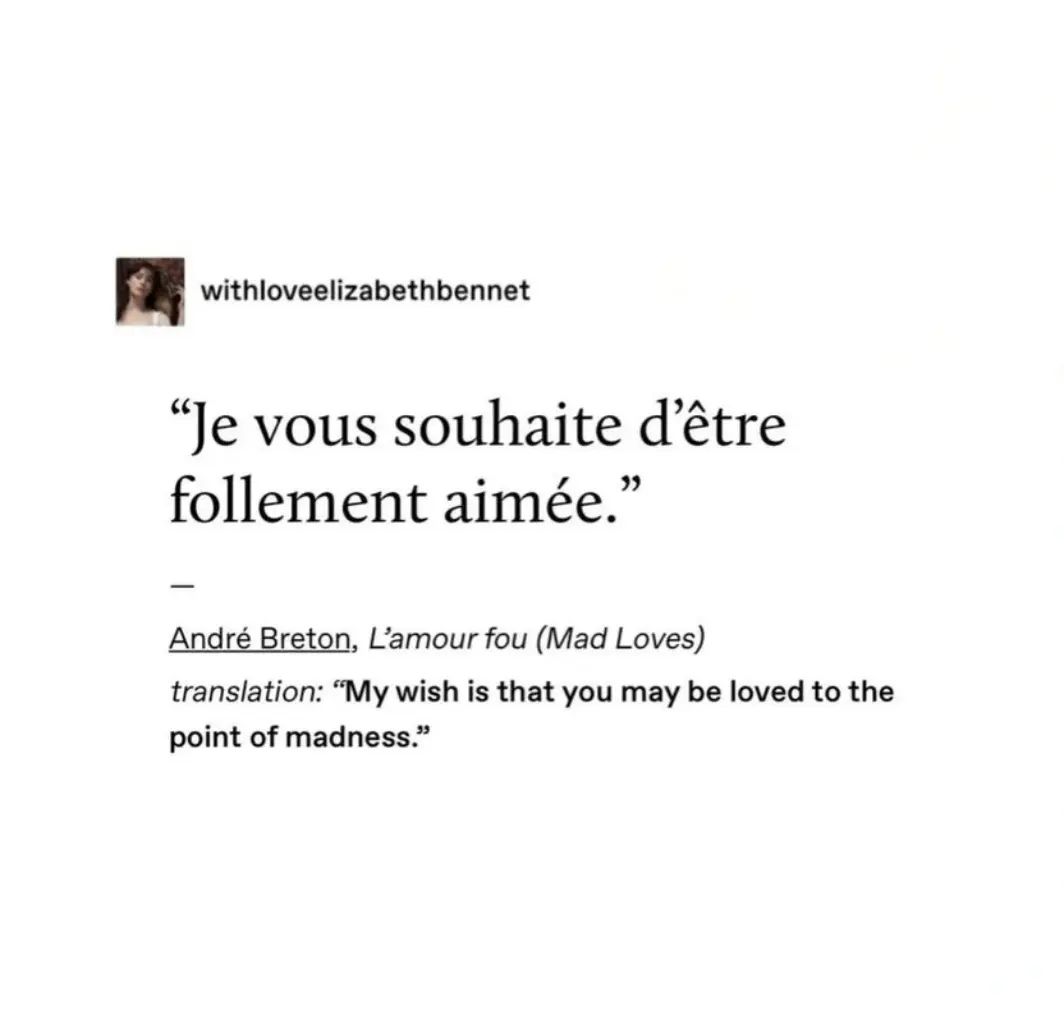 withloveelizabethbennet
“Je vous souhaite d’être
follement aimée.”
—
André Breton, L’amour fou (Mad Loves)
translation: “My wish is that you may be loved to the
point of madness.”